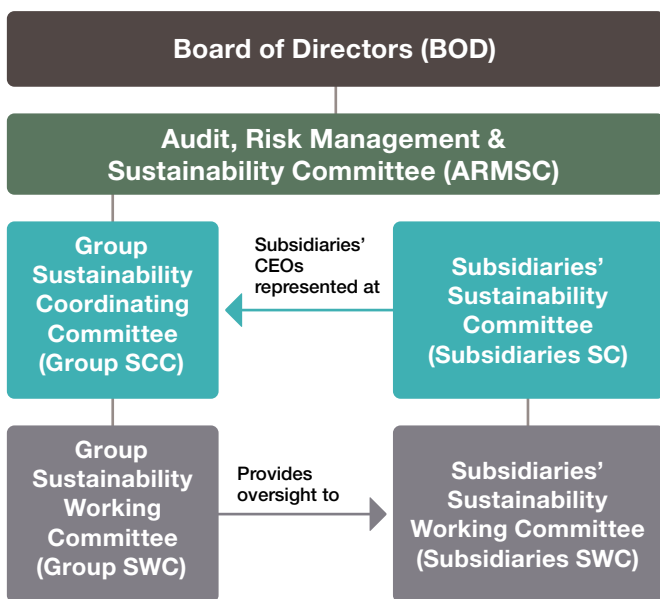 Board of Directors (BOD)
Audit, Risk Management &
Sustainability Committee (ARMSC)
Group
Sustainability
Coordinating
Committee
(Group SCC)
Subsidiaries’
CEOs
represented at
Subsidiaries’
Sustainability
Committee
(Subsidiaries SC)
Group
Sustainability
Working
Committee
(Group SWC)
Provides
oversight to
Subsidiaries’
Sustainability
Working Committee
(Subsidiaries SWC)